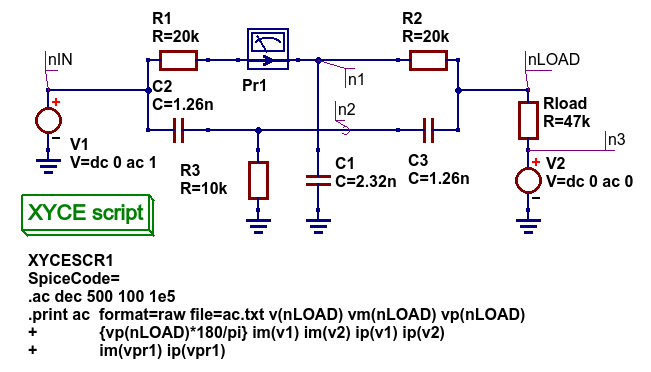 nIN
R1
R=20k
Pr1
R2
R=20k
nLOAD
n1
C2
C=1.26n
n2
Rload
R=47k
n3
+
-
V1
V=dc 0 ac 1
R3
R=10k
C1
C=2.32n
C3
C=1.26n
+
-
V2
V=dc 0 ac 0
XYCE script
XYCESCR1
SpiceCode=
.ac dec 500 100 1e5
.print ac format=raw file=ac.txt v(nLOAD) vm(nLOAD) vp(nLOAD)
+ {vp(nLOAD)*180/pi} im(v1) im(v2) ip(v1) ip(v2)
+ im(vpr1) ip(vpr1)